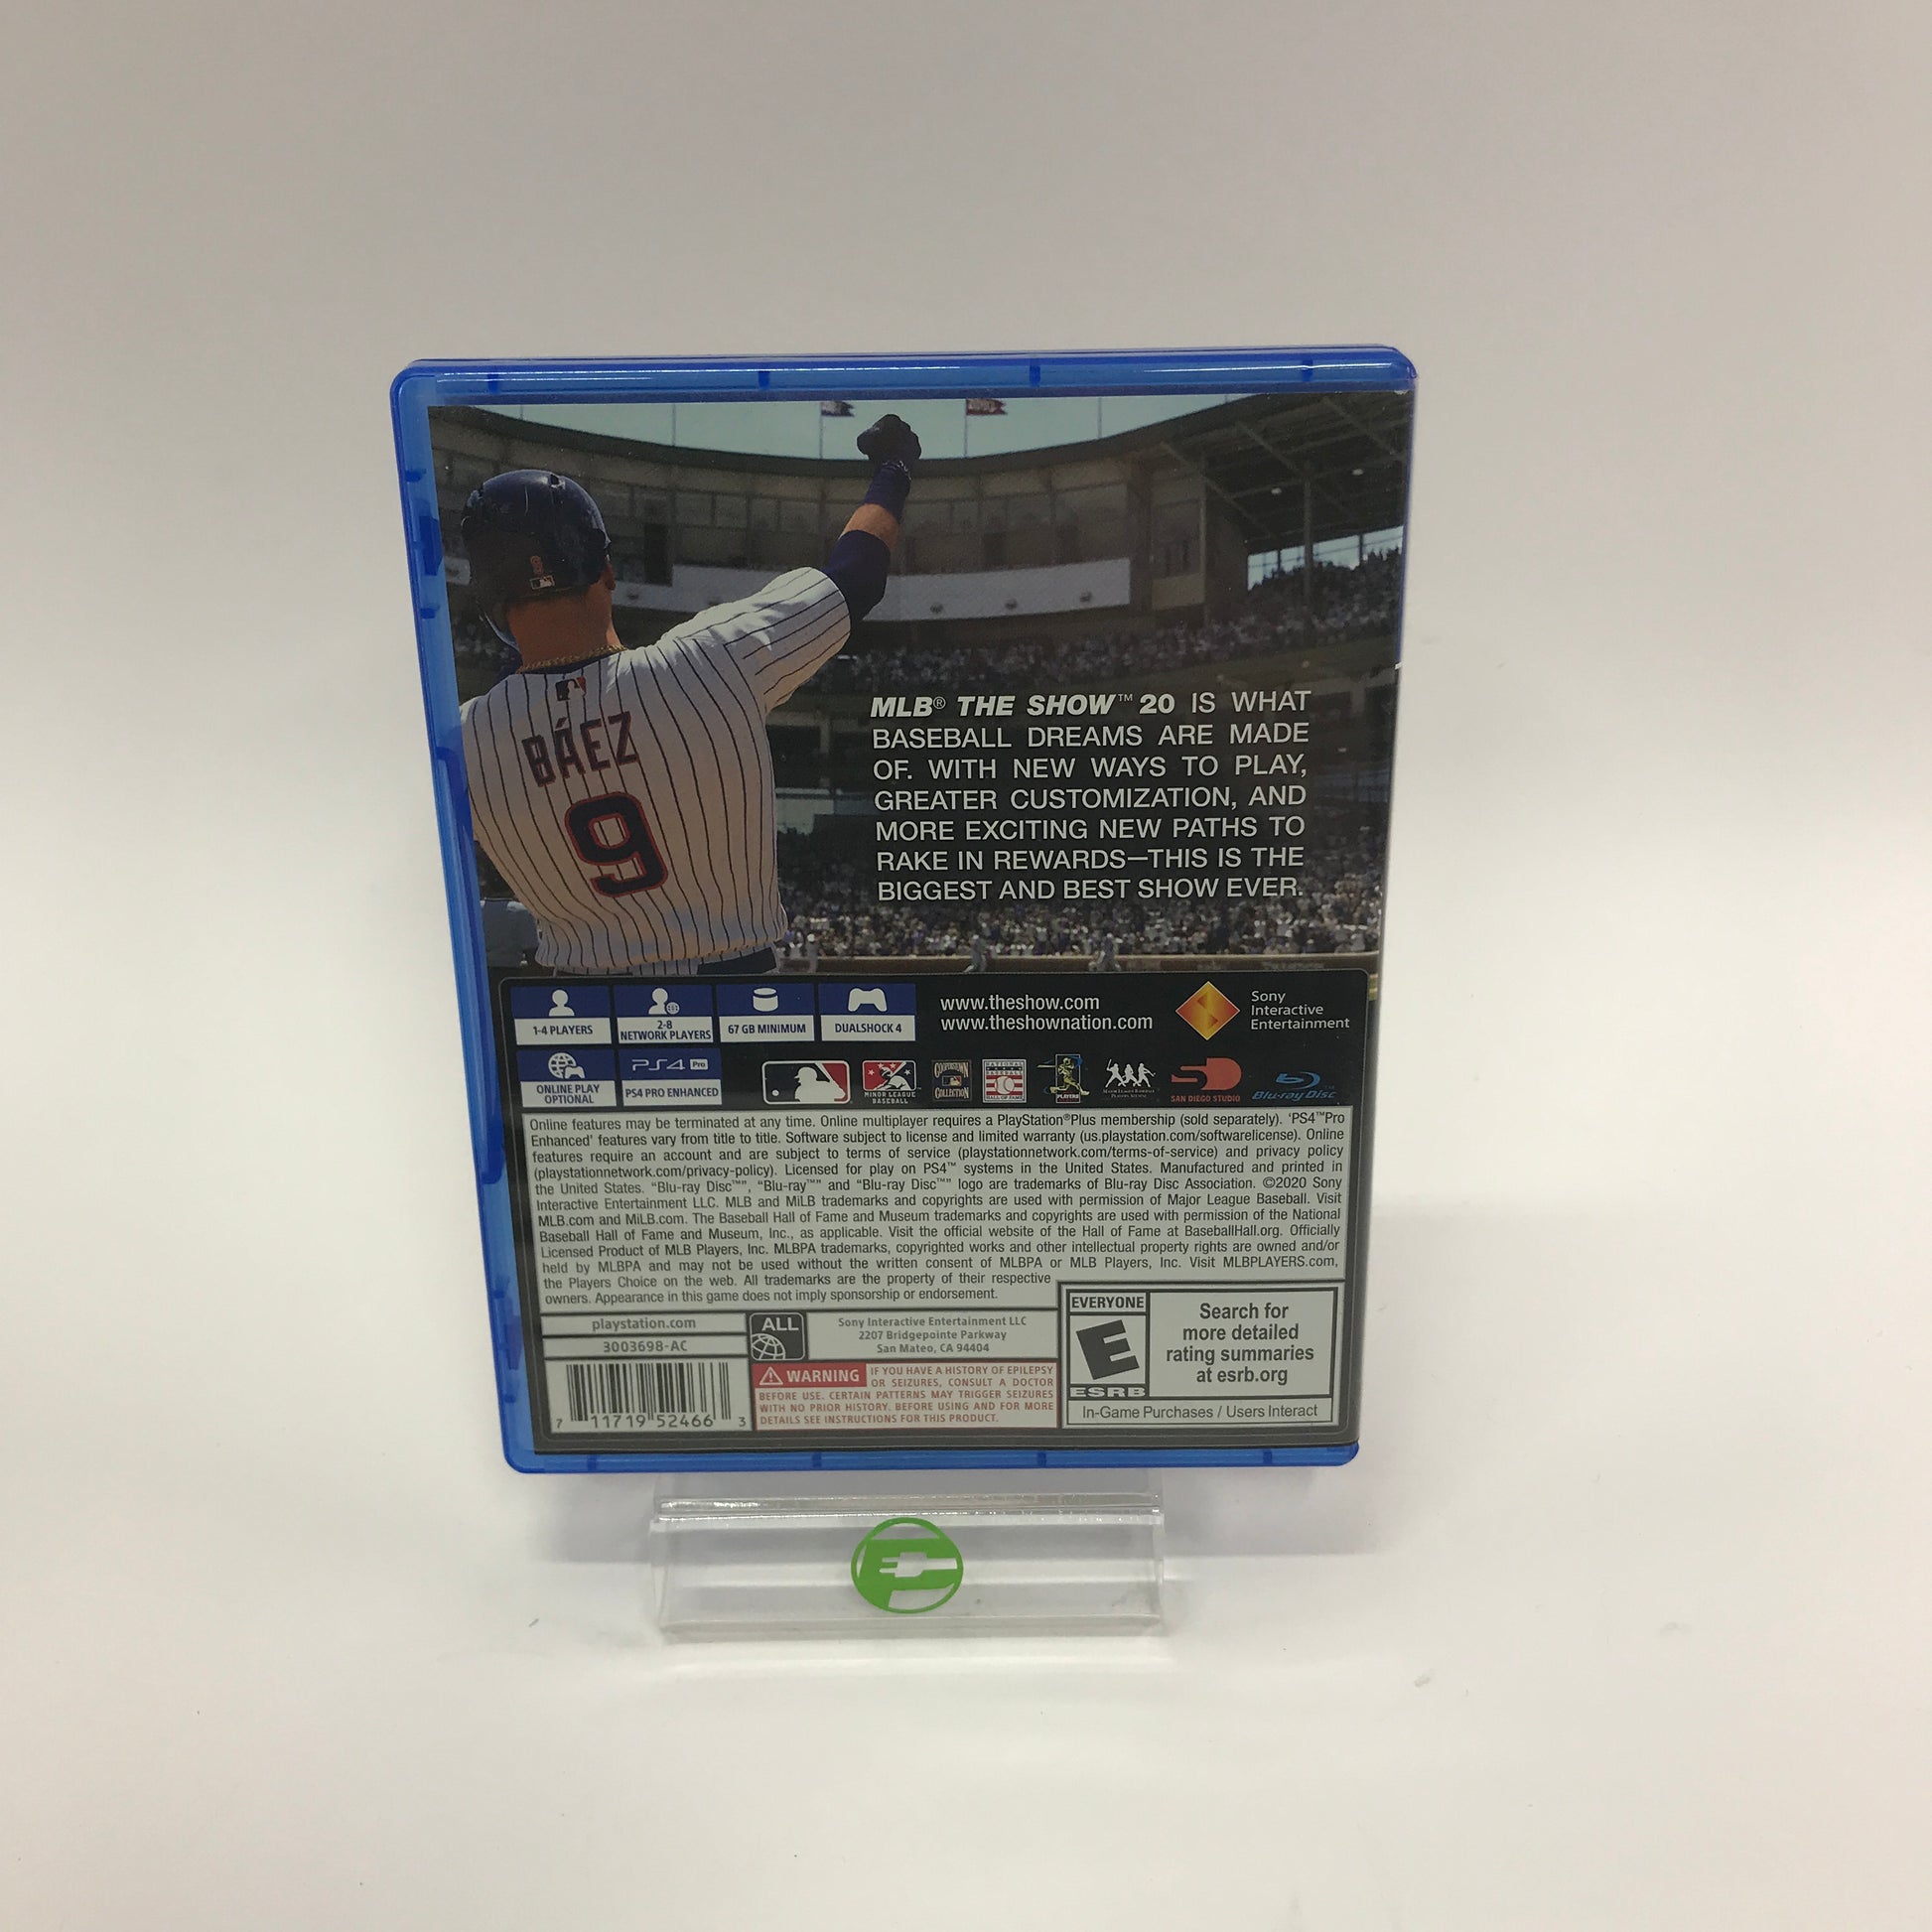 BÁEZ
9
MLB® THE SHOW™ 20 IS WHAT
BASEBALL DREAMS ARE MADE
OF. WITH NEW WAYS TO PLAY,
GREATER CUSTOMIZATION, AND
MORE EXCITING NEW PATHS TO
RAKE IN REWARDS—THIS IS THE
BIGGEST AND BEST SHOW EVER.
1-4 PLAYERS
2-8
NETWORK PLAYERS
67 GB MINIMUM
DUALSHOCK 4
www.theshow.com
www.theshownation.com
Sony
Interactive
Entertainment
ONLINE PLAY
OPTIONAL
PS4 Pro
PS4 PRO ENHANCED
MINOR LEAGUE
BASEBALL
COOPERSTOWN
COLLECTION
NATIONAL
BASEBALL
HALL OF FAME
PLAYERS
SAN DIEGO STUDIO
Blu-ray Disc™
Online features may be terminated at any time. Online multiplayer requires a PlayStation®Plus membership (sold separately). ‘PS4™Pro
Enhanced’ features vary from title to title. Software subject to license and limited warranty (us.playstation.com/softwarelicense). Online
features require an account and are subject to terms of service (playstationnetwork.com/terms-of-service) and privacy policy
(playstationnetwork.com/privacy-policy). Licensed for play on PS4™ systems in the United States. Manufactured and printed in
the United States. “Blu-ray Disc™”, “Blu-ray™” and “Blu-ray Disc™” logo are trademarks of Blu-ray Disc Association. ©2020 Sony
Interactive Entertainment LLC. MLB and MiLB trademarks and copyrights are used with permission of Major League Baseball. Visit
MLB.com and MiLB.com. The Baseball Hall of Fame and Museum trademarks and copyrights are used with permission of the National
Baseball Hall of Fame and Museum, Inc., as applicable. Visit the official website of the Hall of Fame at BaseballHall.org. Officially
Licensed Product of MLB Players, Inc. MLBPA trademarks, copyrighted works and other intellectual property rights are owned and/or
held by MLBPA and may not be used without the written consent of MLBPA or MLB Players, Inc. Visit MLBPLAYERS.com,
the Players Choice on the web. All trademarks are the property of their respective
owners. Appearance in this game does not imply sponsorship or endorsement.
playstation.com
3003698-AC
ALL
Sony Interactive Entertainment LLC
2207 Bridgepointe Parkway
San Mateo, CA 94404
7 11719 52466 3
WARNING IF YOU HAVE A HISTORY OF EPILEPSY
OR SEIZURES, CONSULT A DOCTOR
BEFORE USE. CERTAIN PATTERNS MAY TRIGGER SEIZURES
WITH NO PRIOR HISTORY. BEFORE USING AND FOR MORE
DETAILS SEE INSTRUCTIONS FOR THIS PRODUCT.
EVERYONE
E
ESRB
Search for
more detailed
rating summaries
at esrb.org
In-Game Purchases / Users Interact